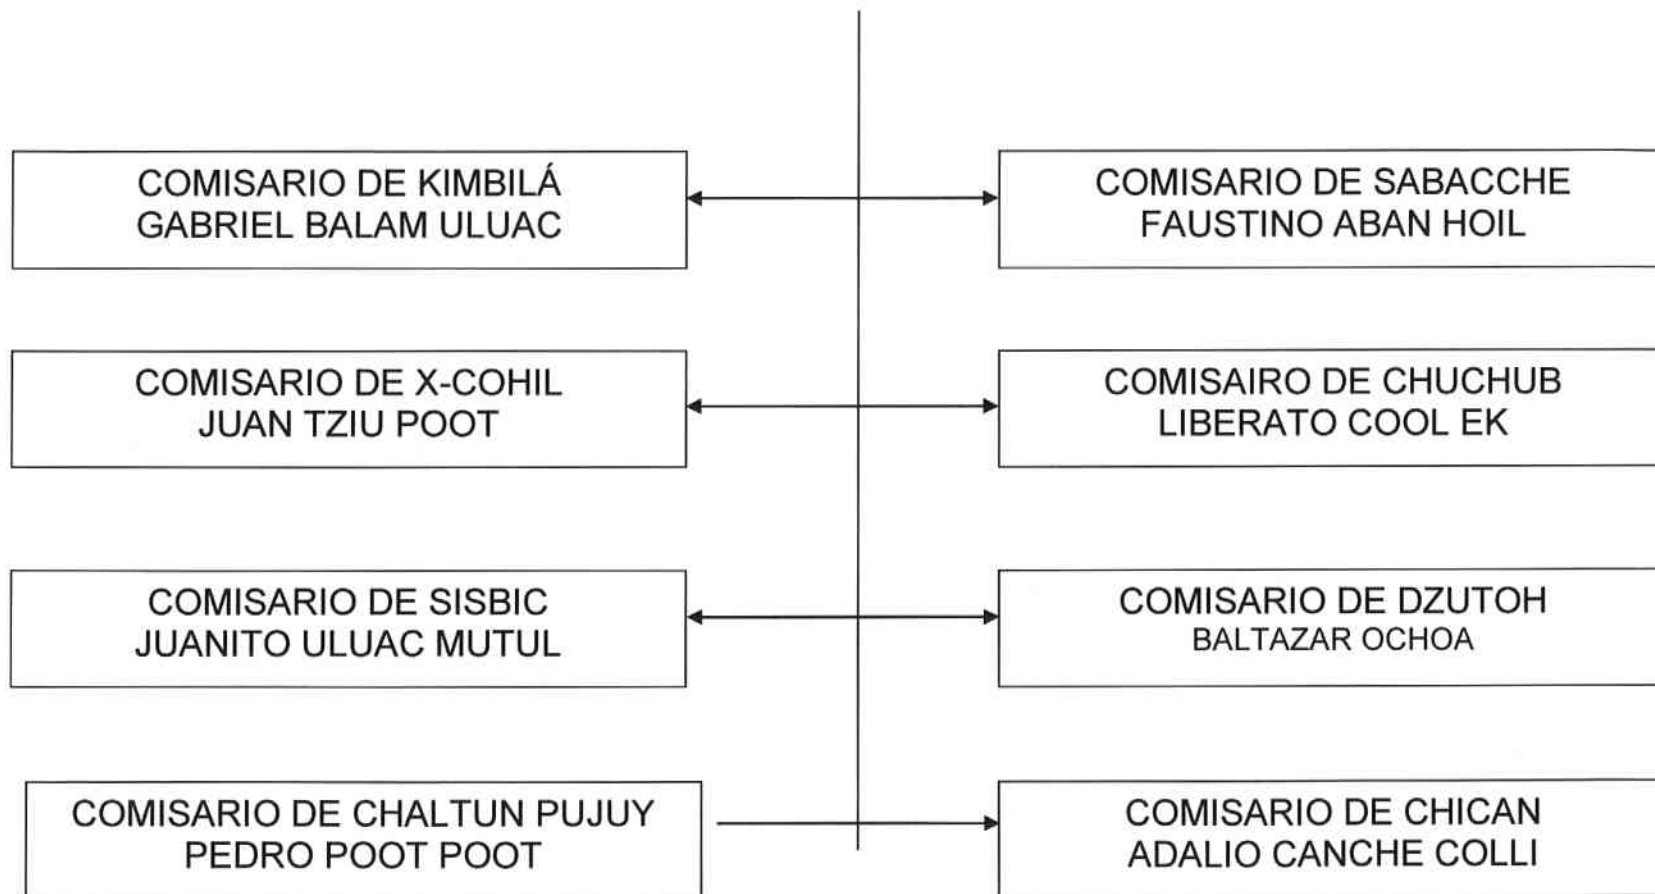 COMISARIO DE KIMBILÁ
GABRIEL BALAM ULUAC
COMISARIO DE SABACCHE
FAUSTINO ABAN HOIL
COMISARIO DE X-COHIL
JUAN TZIU POOT
COMISAIRO DE CHUCHUB
LIBERATO COOL EK
COMISARIO DE SISBIC
JUANITO ULUAC MUTUL
COMISARIO DE DZUTOH
BALTAZAR OCHOA
COMISARIO DE CHALTUN PUJUY
PEDRO POOT POOT
COMISARIO DE CHICAN
ADALIO CANCHE COLLI